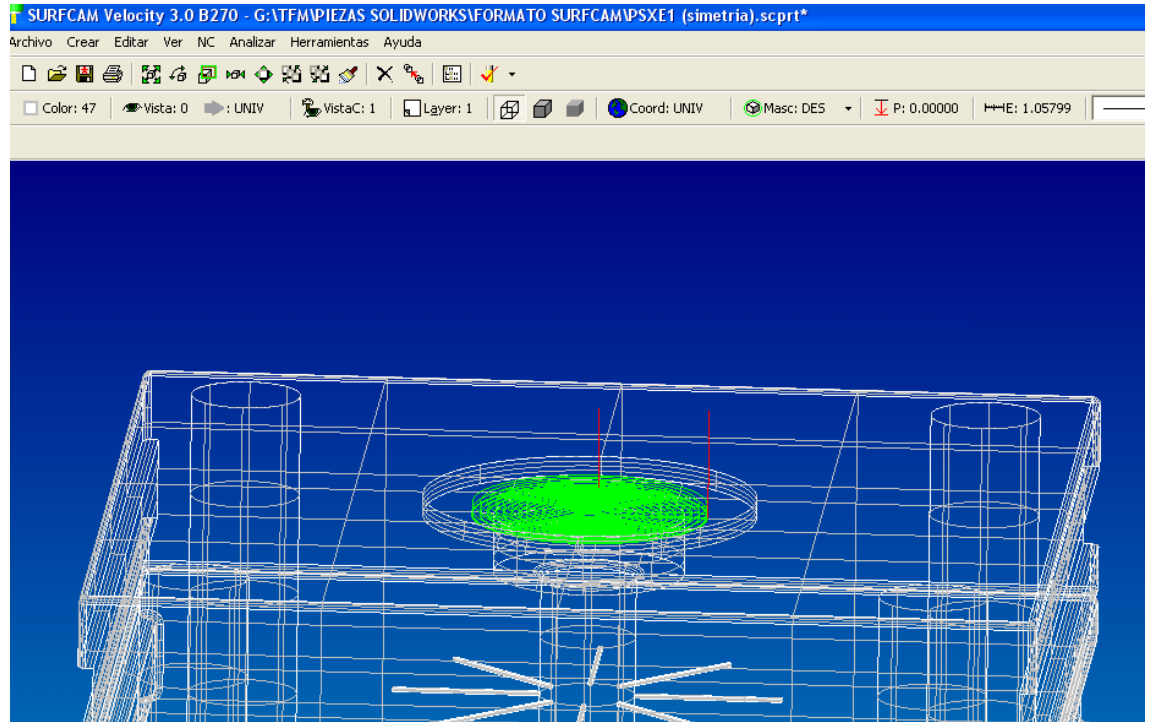 SURFCAM Velocity 3.0 B270 - G:\TFM\PIEZAS SOLIDWORKS\FORMATO SURFCAM\PSXE1 (simetria).scprt*
Archivo Crear Editar Ver NC Analizar Herramientas Ayuda
Color: 47 Vista: 0 : UNIV VistaC: 1 Layer: 1 Coord: UNIV Masc: DES P: 0.00000 E: 1.05799